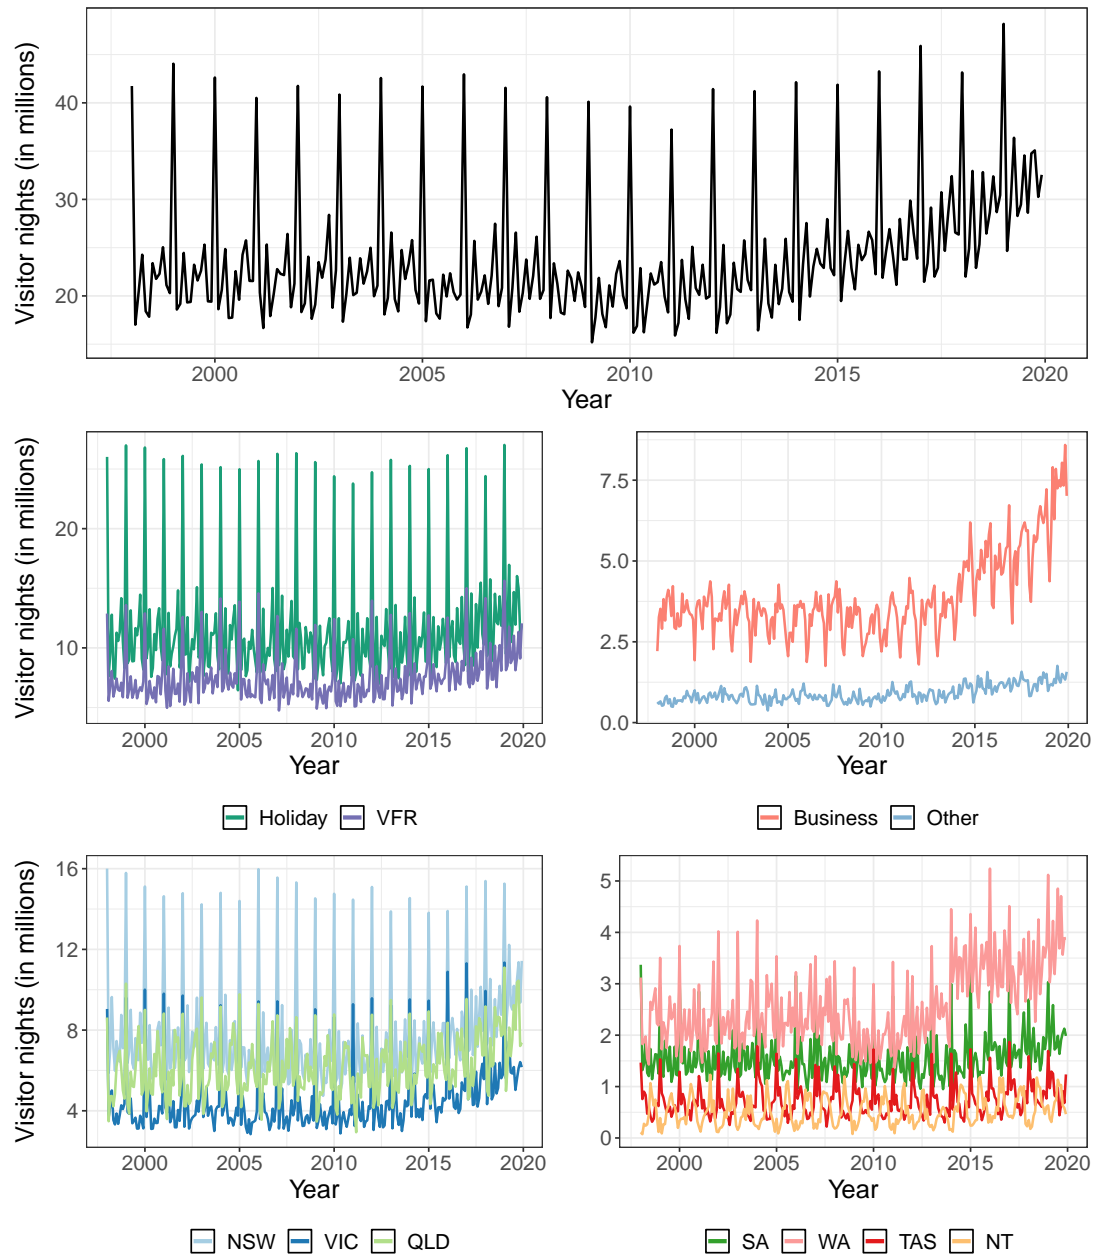 Visitor nights (in millions)
40
30
20
2000 2005 2010 2015 2020
Year
Visitor nights (in millions)
20
10
2000 2005 2010 2015 2020
Year
Holiday VFR
7.5
5.0
2.5
0.0
2000 2005 2010 2015 2020
Year
Business Other
Visitor nights (in millions)
16
12
8
4
2000 2005 2010 2015 2020
Year
NSW VIC QLD
5
4
3
2
1
0
2000 2005 2010 2015 2020
Year
SA WA TAS NT